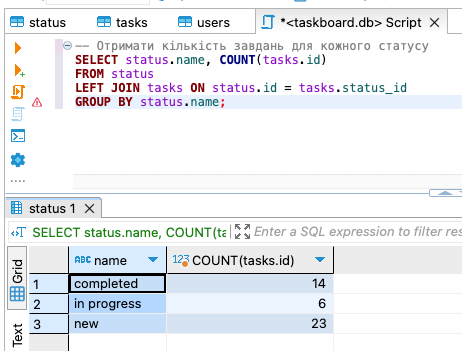 status
tasks
users
*<taskboard.db> Script
-- Отримати кількість завдань для кожного статусу
SELECT status.name, COUNT(tasks.id)
FROM status
LEFT JOIN tasks ON status.id = tasks.status_id
GROUP BY status.name;
status 1
SELECT status.name, COUNT(ta
Enter a SQL expression to filter res
Grid
Text
ABC name
123 COUNT(tasks.id)
1 completed 14
2 in progress 6
3 new 23